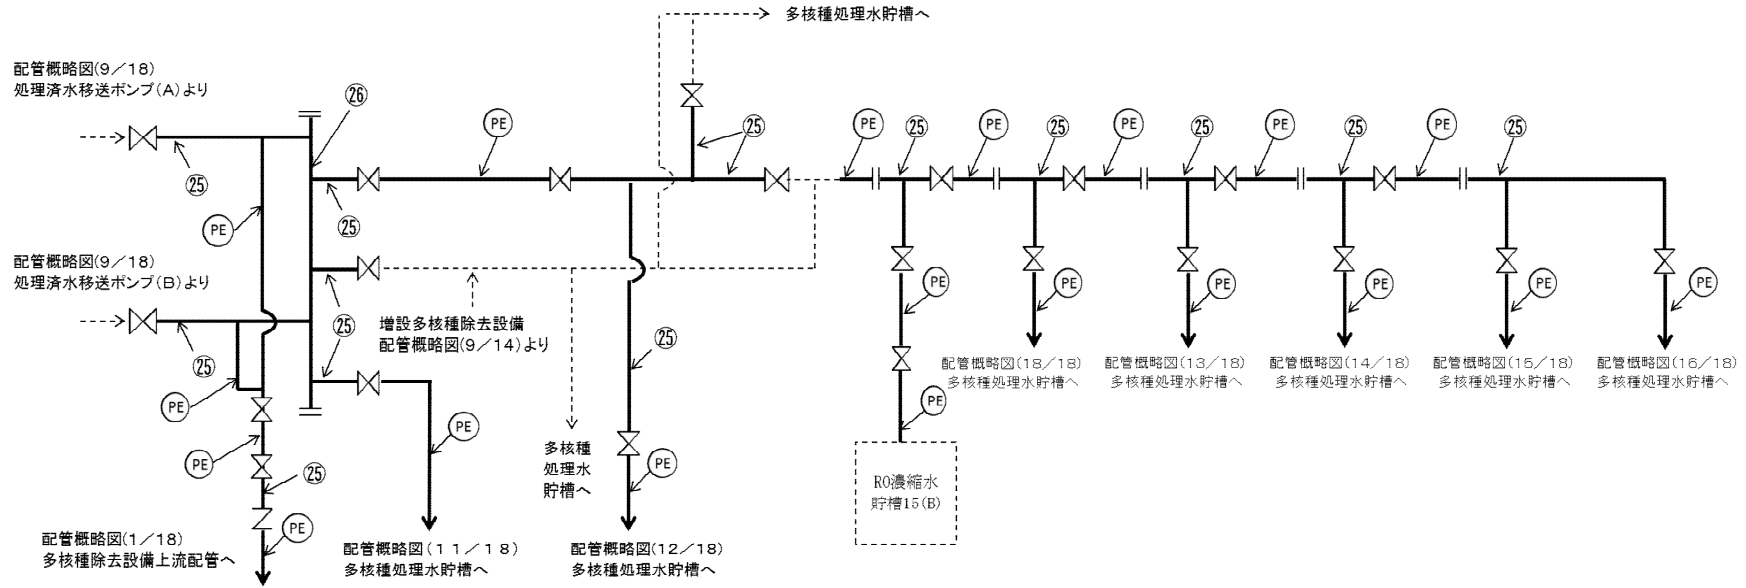 多核種処理水貯槽へ
配管概略図(9/18)
処理済水移送ポンプ(A)より
㉖
PE
㉕
PE
㉕
PE
㉕
PE
㉕
PE
㉕
PE
㉕
㉕
㉕
PE
配管概略図(9/18)
処理済水移送ポンプ(B)より
㉕
㉕
増設多核種除去設備
配管概略図(9/14)より
㉕
PE
PE
PE
PE
PE
PE
PE
配管概略図(18/18)
多核種処理水貯槽へ
配管概略図(13/18)
多核種処理水貯槽へ
配管概略図(14/18)
多核種処理水貯槽へ
配管概略図(15/18)
多核種処理水貯槽へ
配管概略図(16/18)
多核種処理水貯槽へ
PE
PE
PE
㉕
PE
多核種
処理水
貯槽へ
PE
RO濃縮水
貯槽15(B)
PE
配管概略図(1/18)
多核種除去設備上流配管へ
配管概略図(11/18)
多核種処理水貯槽へ
配管概略図(12/18)
多核種処理水貯槽へ